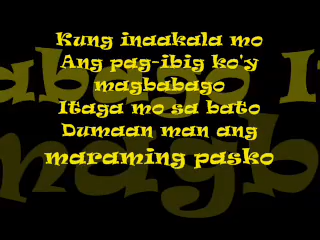 Kung inaakala mo
Ang pag-ibig ko'y
magbabago
Itaga mo sa bato
Dumaan man ang
maraming pasko